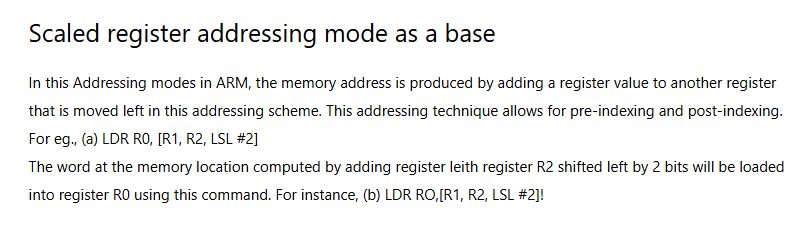 Scaled register addressing mode as a base
In this Addressing modes in ARM, the memory address is produced by adding a register value to another register
that is moved left in this addressing scheme. This addressing technique allows for pre-indexing and post-indexing.
For eg., (a) LDR R0, [R1, R2, LSL #2]
The word at the memory location computed by adding register leith register R2 shifted left by 2 bits will be loaded
into register R0 using this command. For instance, (b) LDR RO,[R1, R2, LSL #2]!